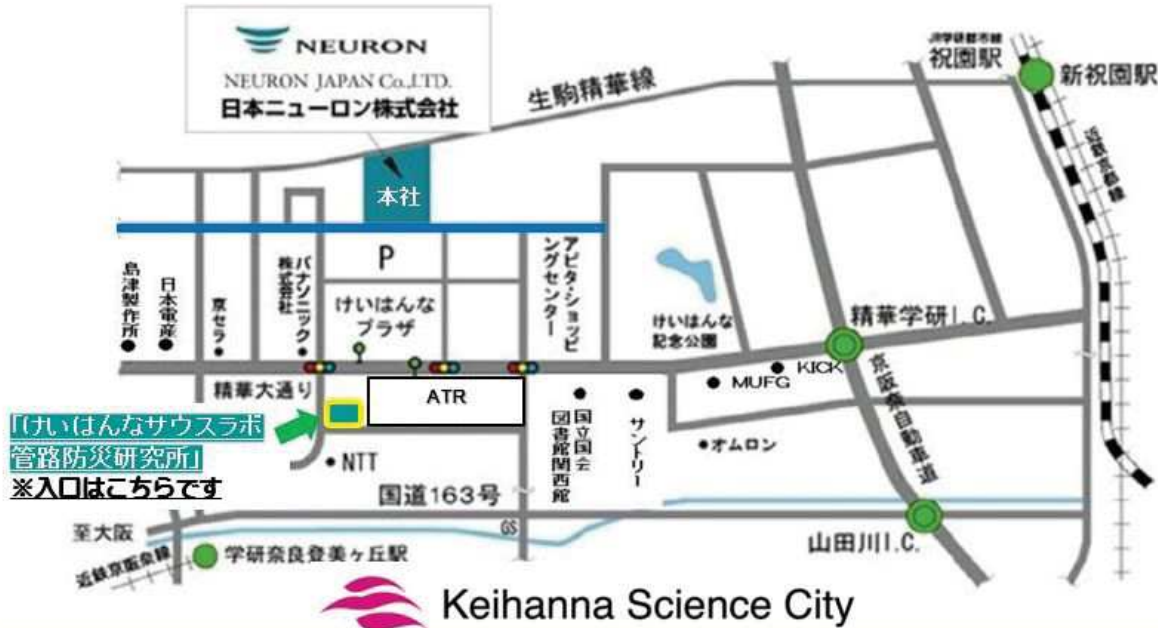 NEURON
NEURON JAPAN Co.,LTD.
日本ニューロン株式会社
JR学研都市線
祝園駅
新祝園駅
生駒精華線
近鉄京都線
本社
P
アピタ・ショッピ
ングセンター
島津製作所
日本電産
京セラ
パナソニック
株式会社
けいはんな
プラザ
けいはんな
記念公園
精華学研I.C.
KICK
MUFG
京阪奈自動車道
精華大通り
ATR
「けいはんなサウスラボ
管路防災研究所」
※入口はこちらです
NTT
国立国会
図書館関西館
サントリー
オムロン
国道163号
GS
至大阪
山田川I.C.
近鉄京阪奈線
学研奈良登美ヶ丘駅
Keihanna Science City